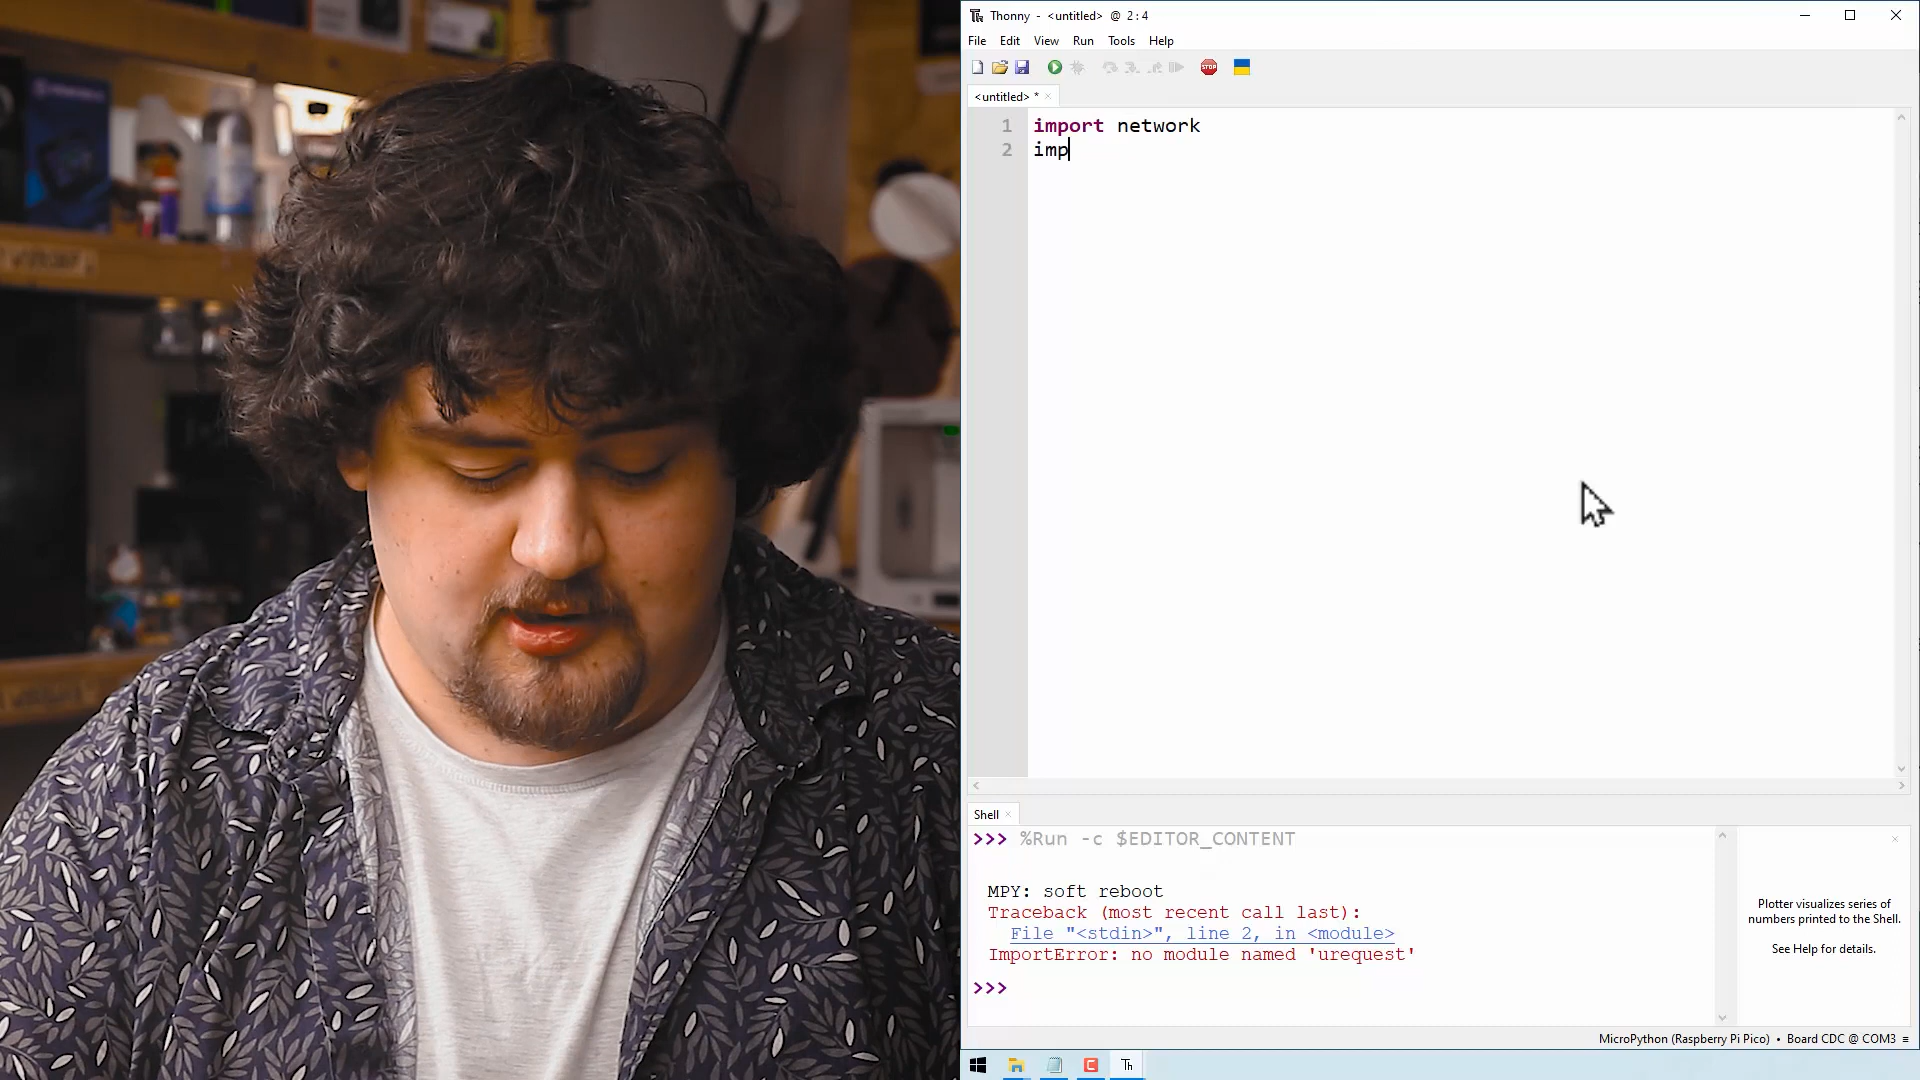 Thonny - <untitled> @ 2:4
File Edit View Run Tools Help
STOP
<untitled> *
1 import network
2 imp
Shell
>>> %Run -c $EDITOR_CONTENT
MPY: soft reboot
Traceback (most recent call last):
File "<stdin>", line 2, in <module>
ImportError: no module named 'urequest'
>>>
Plotter visualizes series of
numbers printed to the Shell.
See Help for details.
MicroPython (Raspberry Pi Pico) • Board CDC @ COM3 ≡
Th